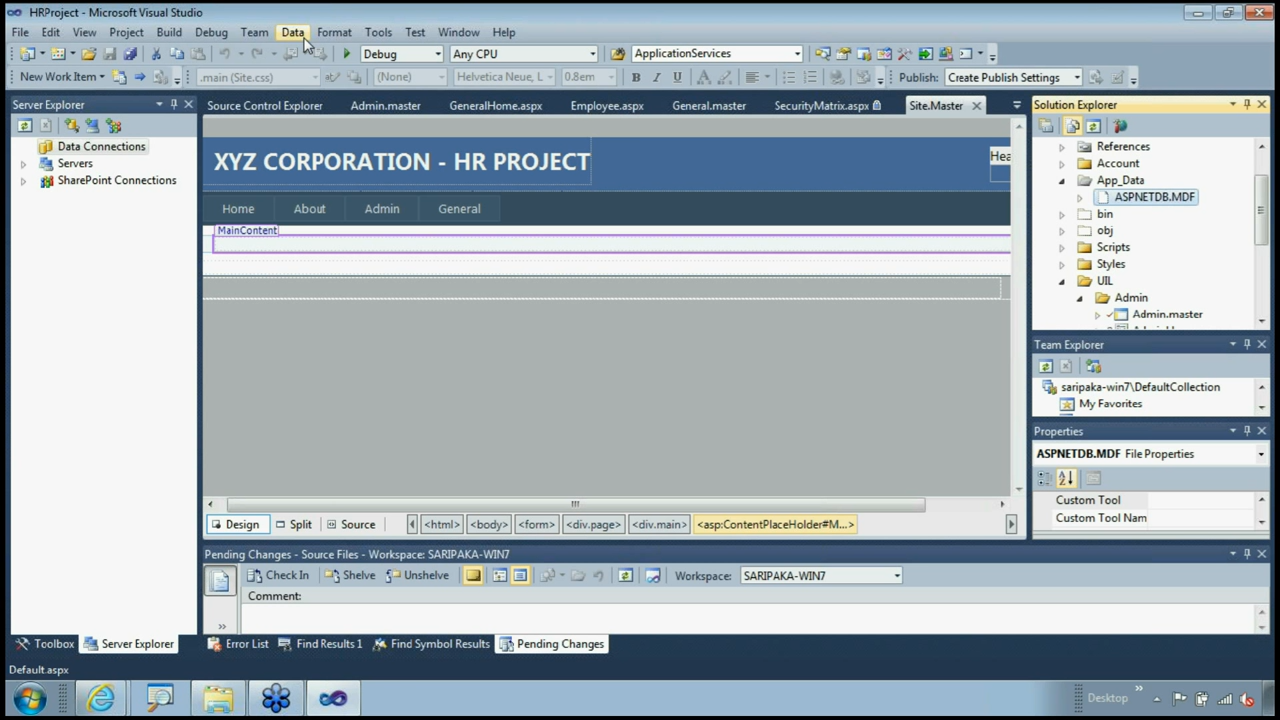 HRProject - Microsoft Visual Studio
File Edit View Project Build Debug Team Data Format Tools Test Window Help
Debug Any CPU ApplicationServices
New Work Item .main (Site.css) (None) Helvetica Neue, L 0.8em B I U A Publish: Create Publish Settings
Server Explorer
Data Connections
Servers
SharePoint Connections
Source Control Explorer Admin.master GeneralHome.aspx Employee.aspx General.master SecurityMatrix.aspx Site.Master
XYZ CORPORATION - HR PROJECT
Hea
Home About Admin General
MainContent
Design Split Source <html> <body> <form> <div.page> <div.main> <asp:ContentPlaceHolder#M...>
Pending Changes - Source Files - Workspace: SARIPAKA-WIN7
Check In Shelve Unshelve Workspace: SARIPAKA-WIN7
Comment:
Solution Explorer
References
Account
App_Data
ASPNETDB.MDF
bin
obj
Scripts
Styles
UIL
Admin
Admin.master
Team Explorer
saripaka-win7\DefaultCollection
My Favorites
Properties
ASPNETDB.MDF File Properties
Custom Tool
Custom Tool Nam
Toolbox Server Explorer Error List Find Results 1 Find Symbol Results Pending Changes
Default.aspx
Desktop